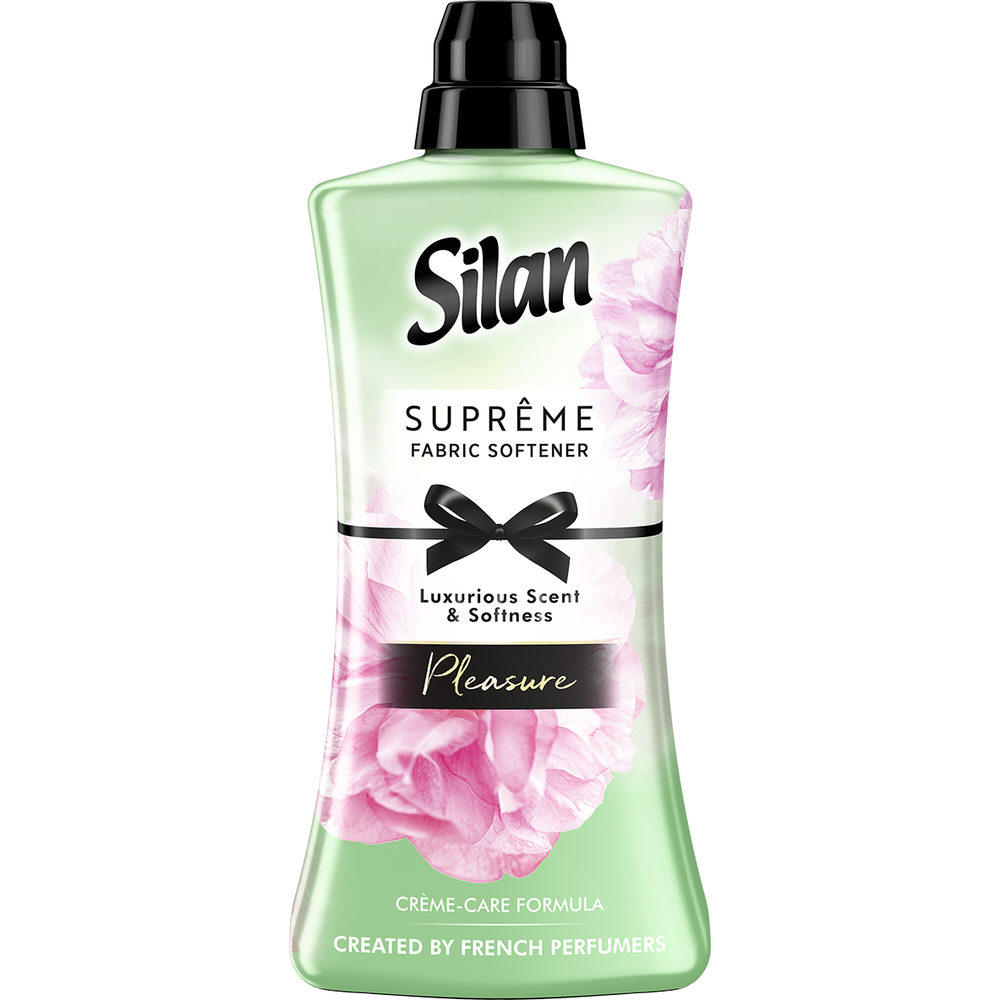 Silan
SUPRÊME
FABRIC SOFTENER
Luxurious Scent
& Softness
Pleasure
CRÈME-CARE FORMULA
CREATED BY FRENCH PERFUMERS